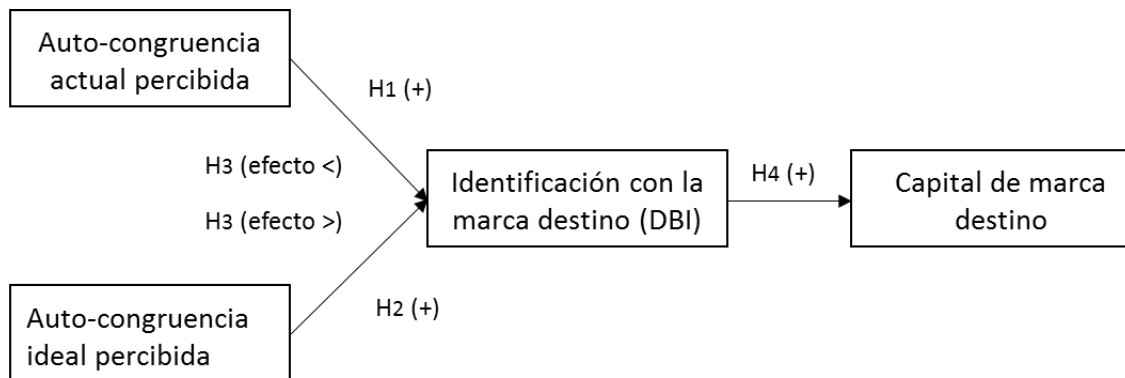 Auto-congruencia
actual percibida
H1 (+)
H3 (efecto <)
H3 (efecto >)
Identificación con la
marca destino (DBI)
H4 (+)
Capital de marca
destino
H2 (+)
Auto-congruencia
ideal percibida